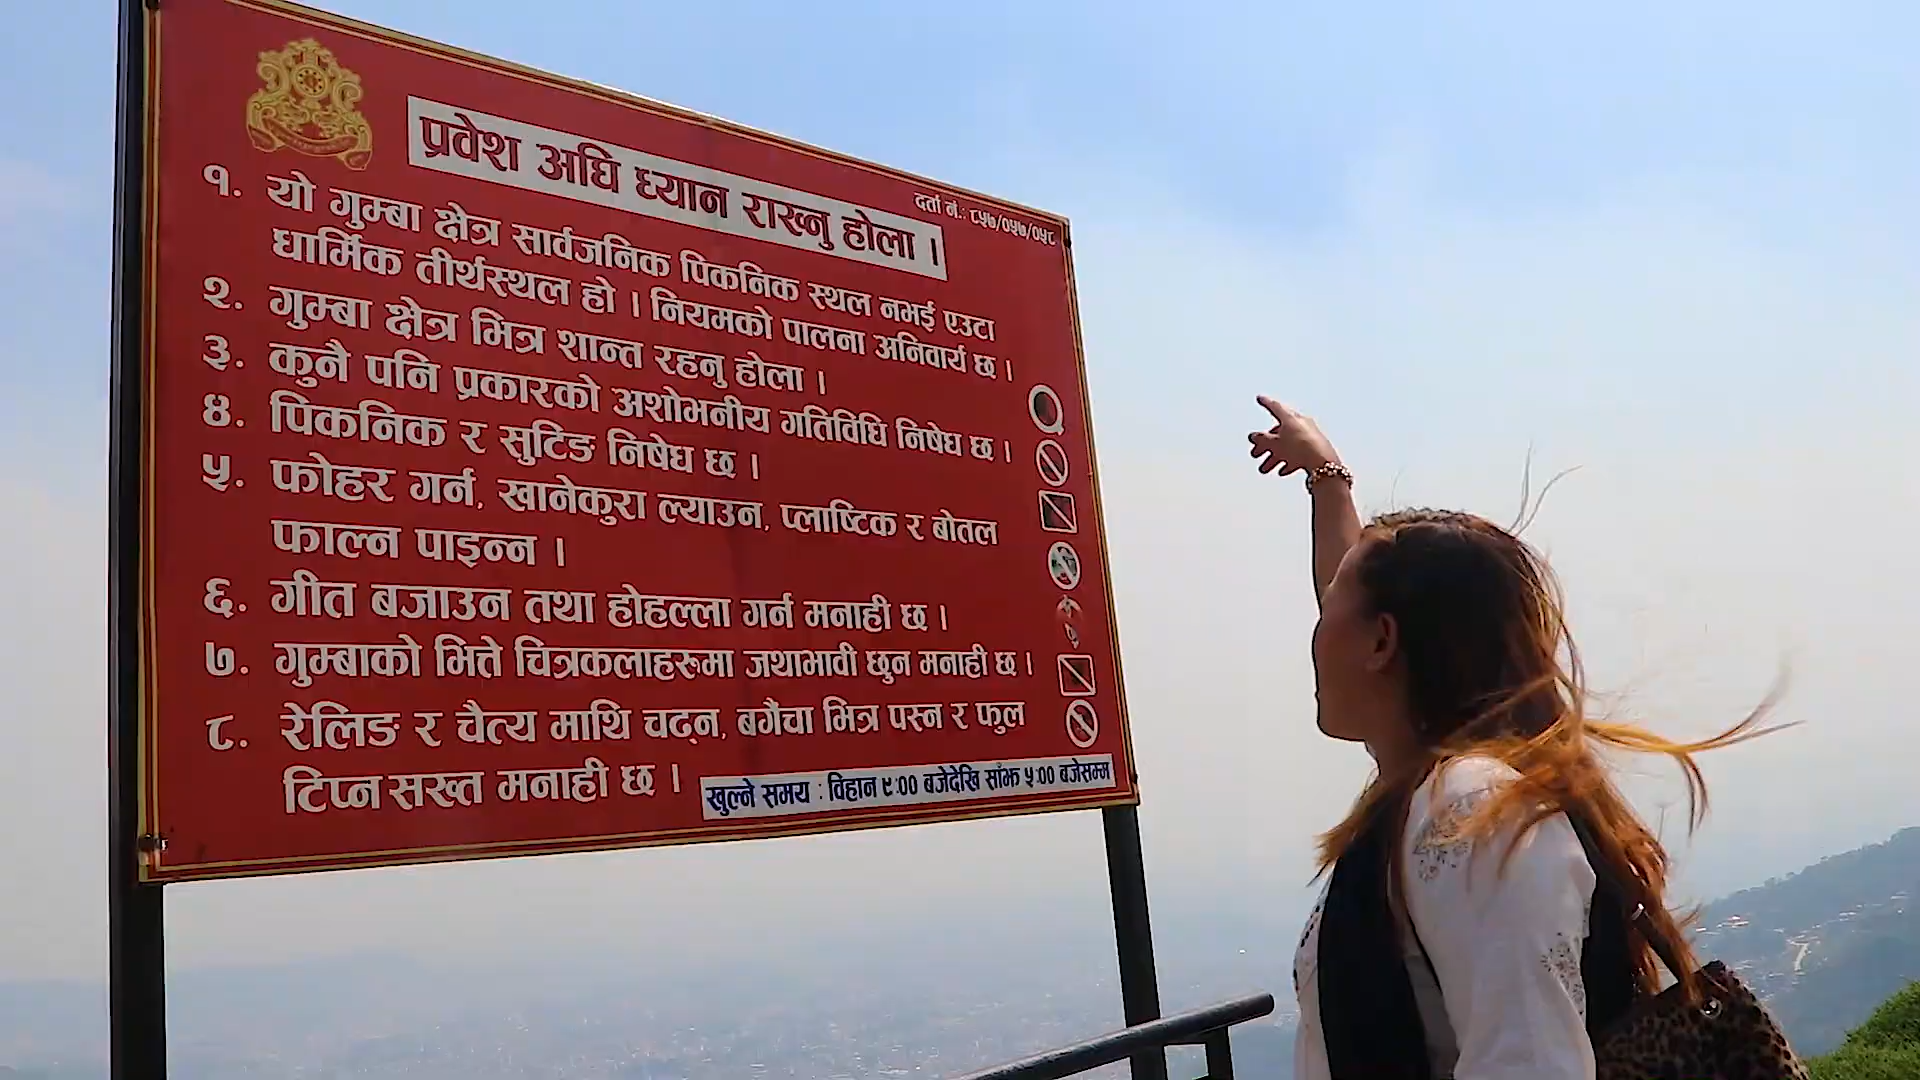 प्रवेश अघि ध्यान राख्नु होला ।
दर्ता नं.: ८५७/०५७/०५८
१. यो गुम्बा क्षेत्र सार्वजनिक पिकनिक स्थल नभई एउटा
धार्मिक तीर्थस्थल हो । नियमको पालना अनिवार्य छ ।
२. गुम्बा क्षेत्र भित्र शान्त रहनु होला ।
३. कुनै पनि प्रकारको अशोभनीय गतिविधि निषेध छ ।
४. पिकनिक र सुटिङ निषेध छ ।
५. फोहर गर्न, खानेकुरा ल्याउन, प्लाष्टिक र बोतल
फाल्न पाइन्न ।
६. गीत बजाउन तथा होहल्ला गर्न मनाही छ ।
७. गुम्बाको भित्ते चित्रकलाहरुमा जथाभावी छुन मनाही छ ।
८. रेलिङ र चैत्य माथि चढ्न, बगैंचा भित्र पस्न र फुल
टिप्न सख्त मनाही छ ।
खुल्ने समय : विहान ९:०० बजेदेखि साँझ ५:०० बजेसम्म